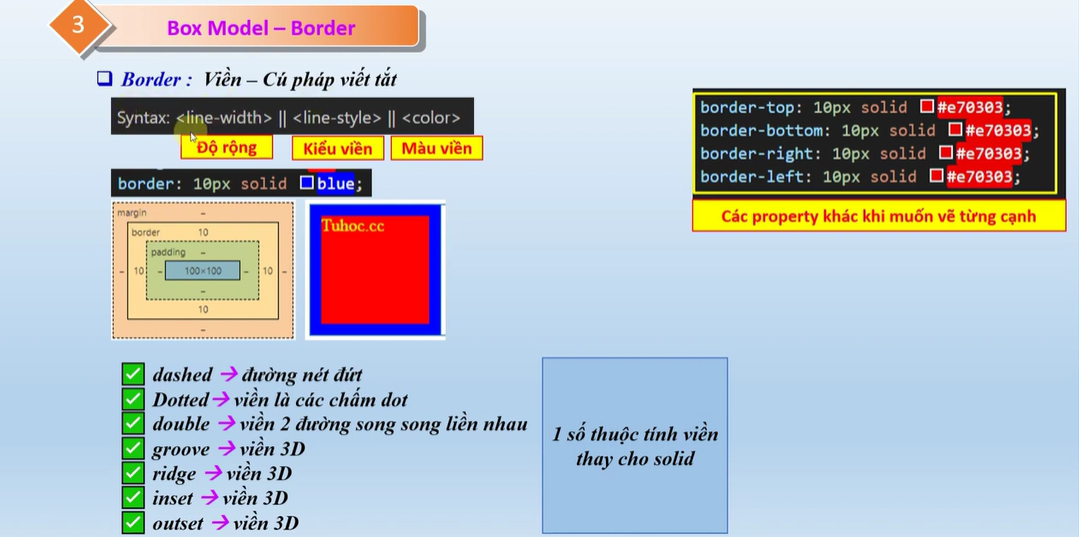 3
Box Model – Border
Border : Viền – Cú pháp viết tắt
Syntax: <line-width> || <line-style> || <color>
Độ rộng
Kiểu viền
Màu viền
border: 10px solid blue;
margin –
border 10
padding –
– 10 – 100×100 – 10 –
–
10
–
Tuhoc.cc
border-top: 10px solid #e70303;
border-bottom: 10px solid #e70303;
border-right: 10px solid #e70303;
border-left: 10px solid #e70303;
Các property khác khi muốn vẽ từng cạnh
dashed → đường nét đứt
Dotted → viền là các chấm dot
double → viền 2 đường song song liền nhau
groove → viền 3D
ridge → viền 3D
inset → viền 3D
outset → viền 3D
1 số thuộc tính viền
thay cho solid